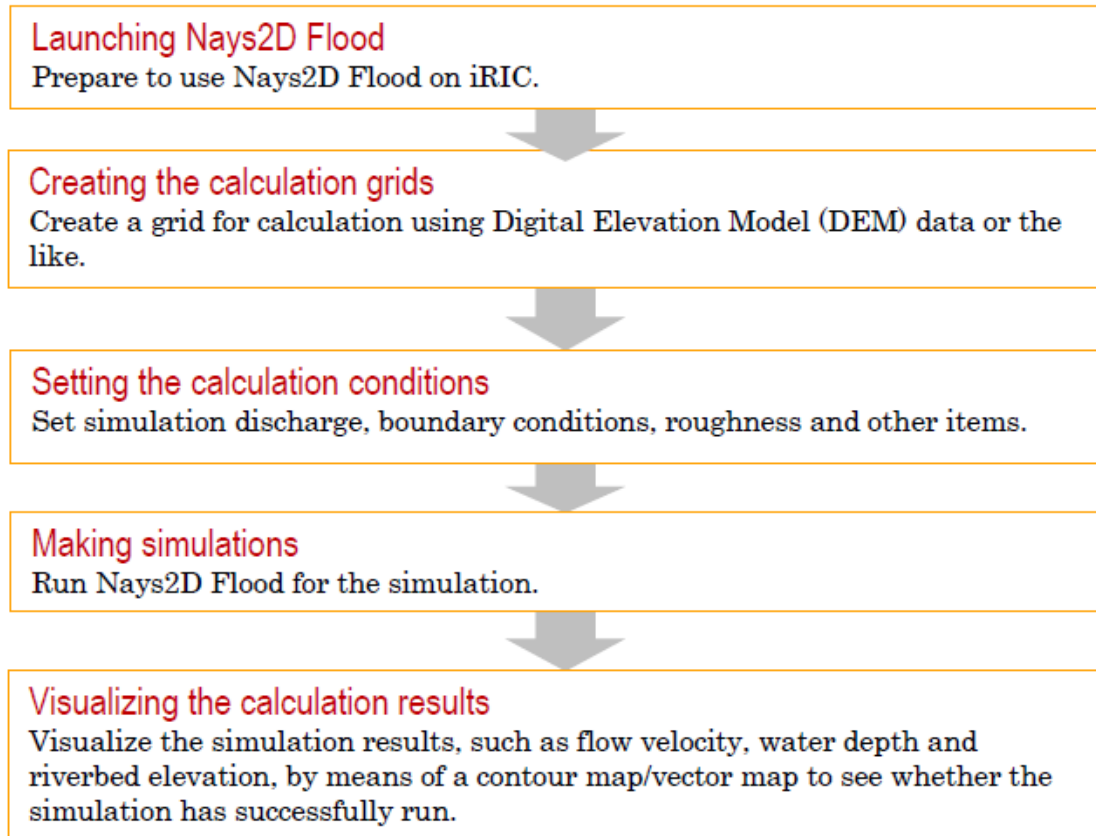 Launching Nays2D Flood
Prepare to use Nays2D Flood on iRIC.
Creating the calculation grids
Create a grid for calculation using Digital Elevation Model (DEM) data or the
like.
Setting the calculation conditions
Set simulation discharge, boundary conditions, roughness and other items.
Making simulations
Run Nays2D Flood for the simulation.
Visualizing the calculation results
Visualize the simulation results, such as flow velocity, water depth and
riverbed elevation, by means of a contour map/vector map to see whether the
simulation has successfully run.